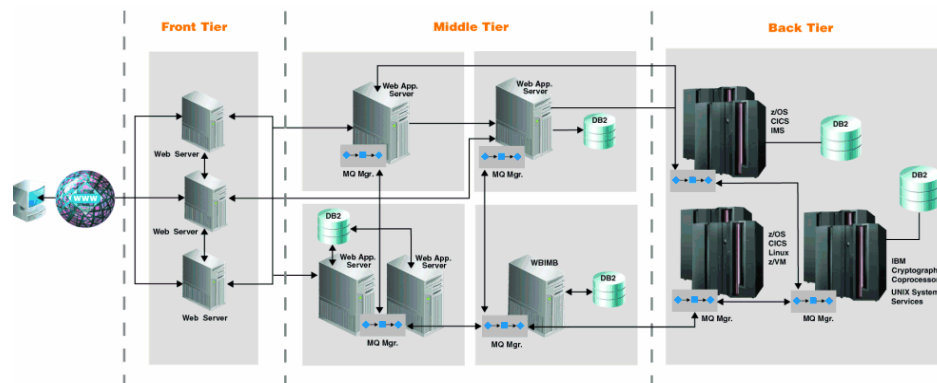 Front Tier
Middle Tier
Back Tier
WWW
Web Server
Web Server
Web Server
Web App.
Server
MQ Mgr.
Web App.
Server
DB2
MQ Mgr.
DB2
Web App.
Server
Web App.
Server
MQ Mgr.
WBIMB
DB2
MQ Mgr.
z/OS
CICS
IMS
DB2
DB2
z/OS
CICS
Linux
z/VM
MQ Mgr.
MQ Mgr.
IBM
Cryptograph
Coprocessor
UNIX System
Services